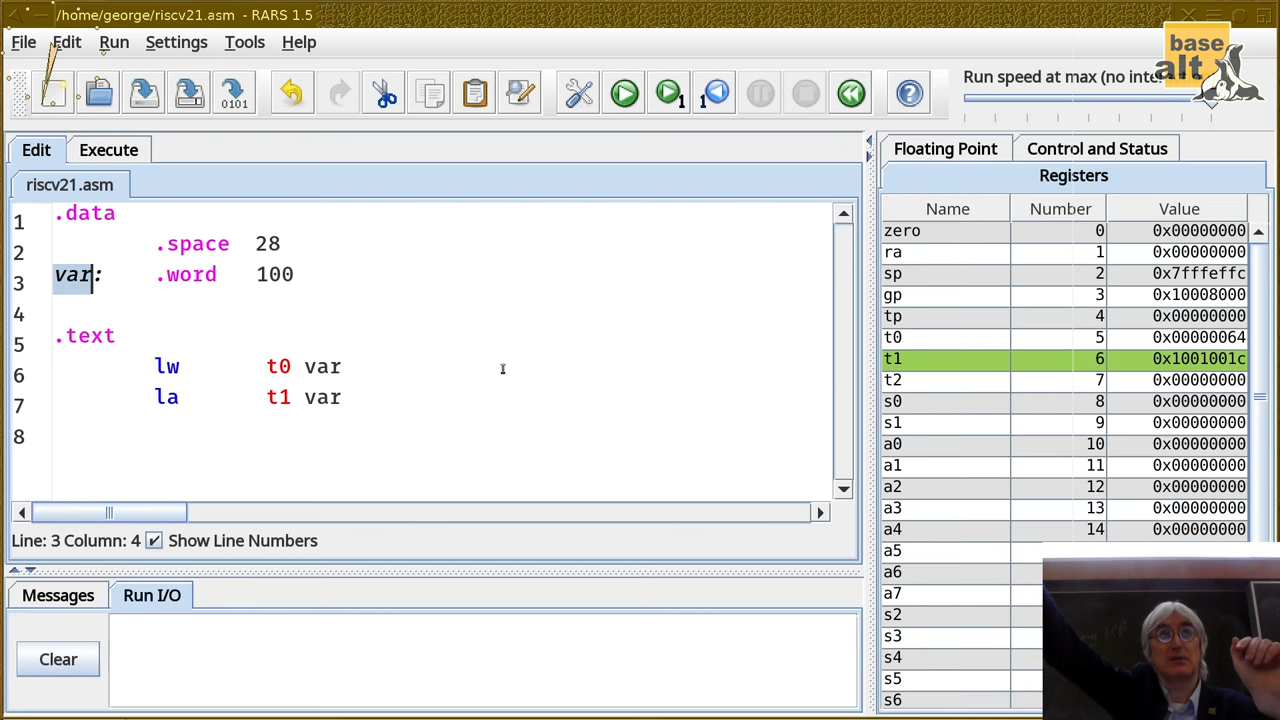 /home/george/riscv21.asm - RARS 1.5
File Edit Run Settings Tools Help
base
alt
Run speed at max (no inte
0101
1
1
?
Edit Execute
Floating Point Control and Status
riscv21.asm
Registers
Name Number Value
1 .data
2 .space 28
3 var: .word 100
4
5 .text
6 lw t0 var
7 la t1 var
8
zero 0 0x00000000
ra 1 0x00000000
sp 2 0x7fffeffc
gp 3 0x10008000
tp 4 0x00000000
t0 5 0x00000064
t1 6 0x1001001c
t2 7 0x00000000
s0 8 0x00000000
s1 9 0x00000000
a0 10 0x00000000
a1 11 0x00000000
a2 12 0x00000000
a3 13 0x00000000
a4 14 0x00000000
a5
a6
a7
s2
s3
s4
s5
s6
Line: 3 Column: 4 Show Line Numbers
Messages Run I/O
Clear